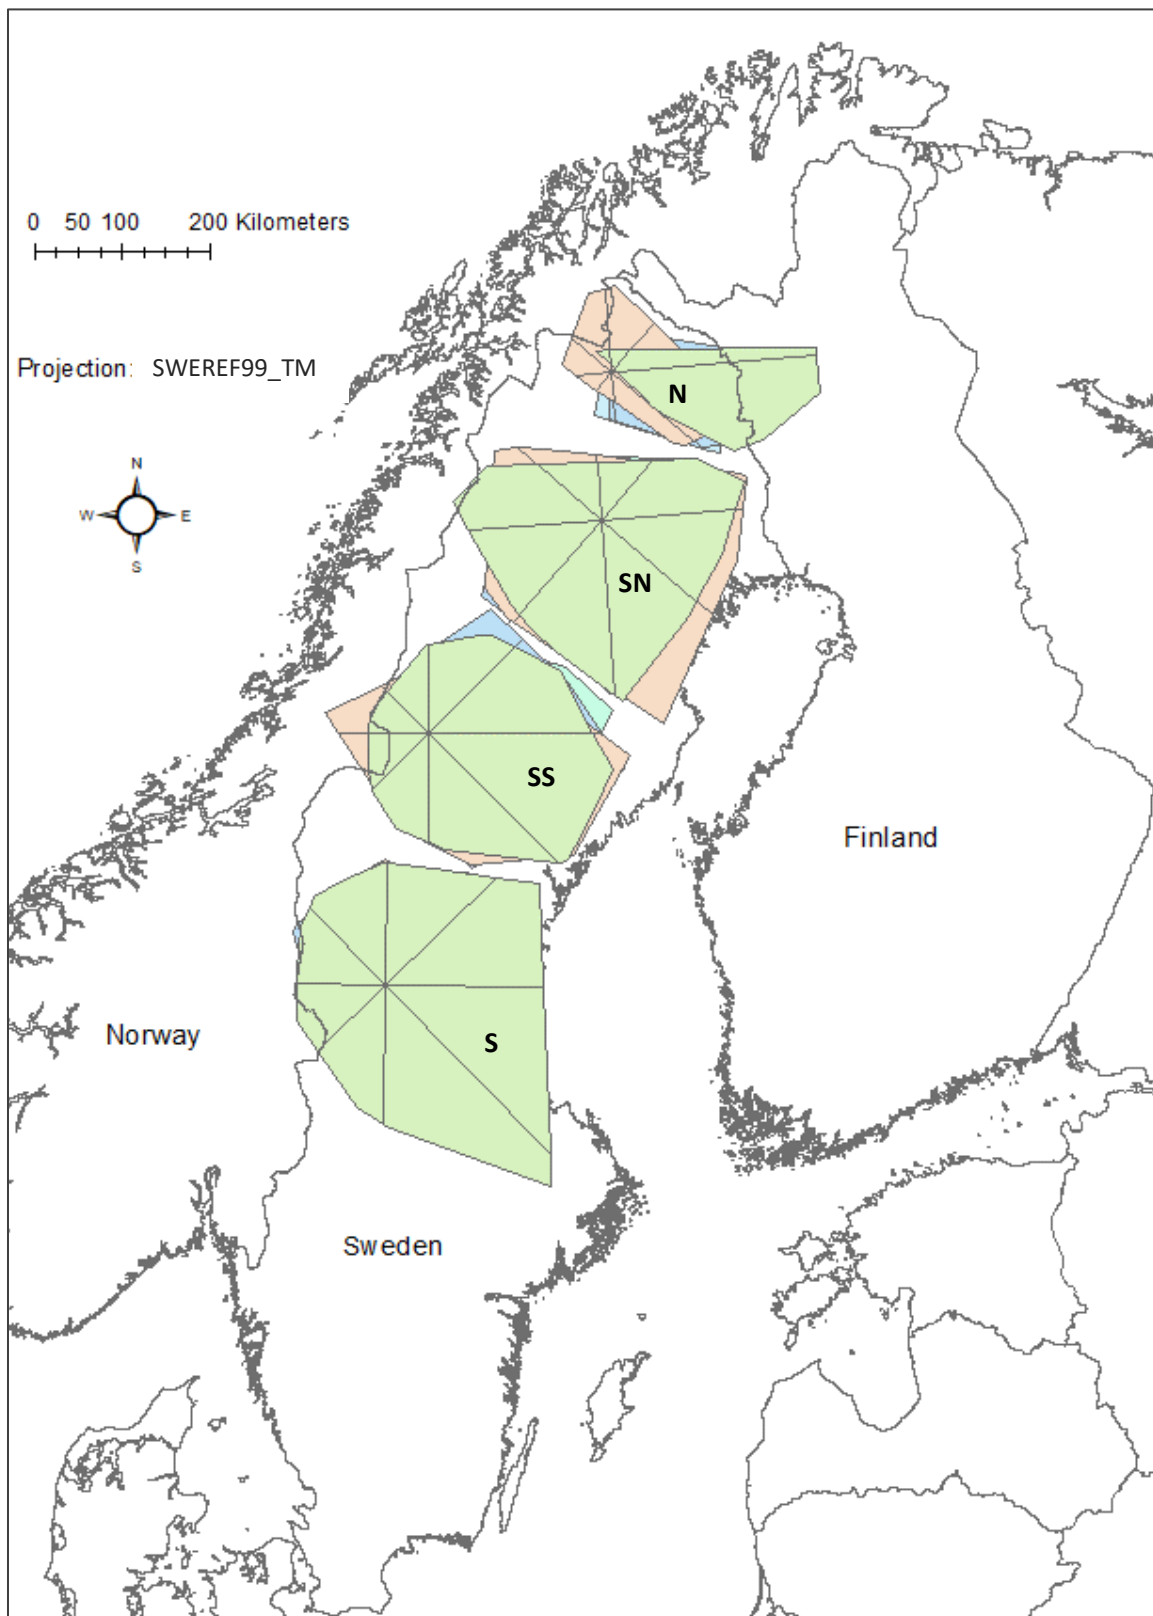 0 50 100 200 Kilometers
Projection: SWEREF99_TM
N
N
W E
S
SN
SS
Finland
Norway
S
Sweden